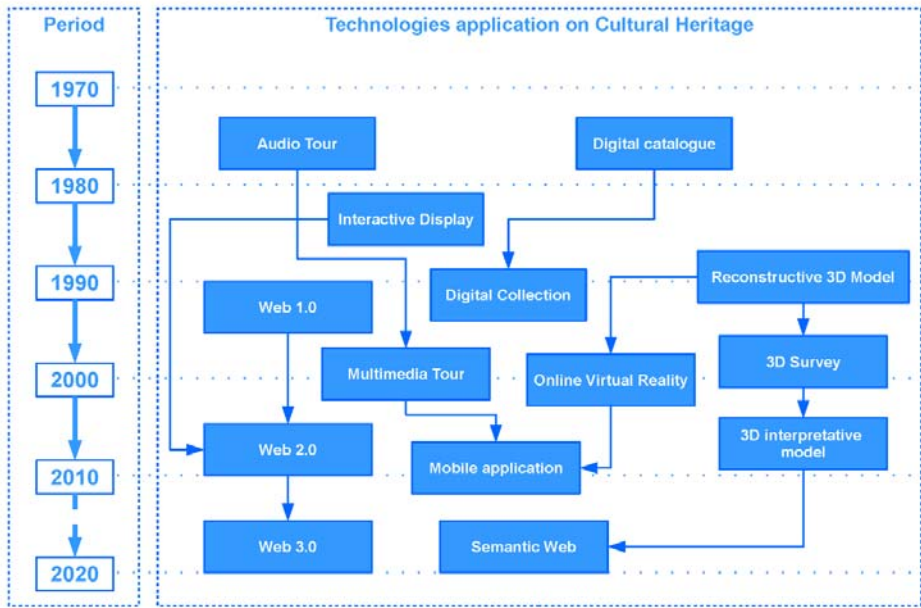 Period
Technologies application on Cultural Heritage
1970
Audio Tour
Digital catalogue
1980
Interactive Display
1990
Digital Collection
Reconstructive 3D Model
Web 1.0
2000
Multimedia Tour
Online Virtual Reality
3D Survey
Web 2.0
3D interpretative
model
2010
Mobile application
Web 3.0
Semantic Web
2020